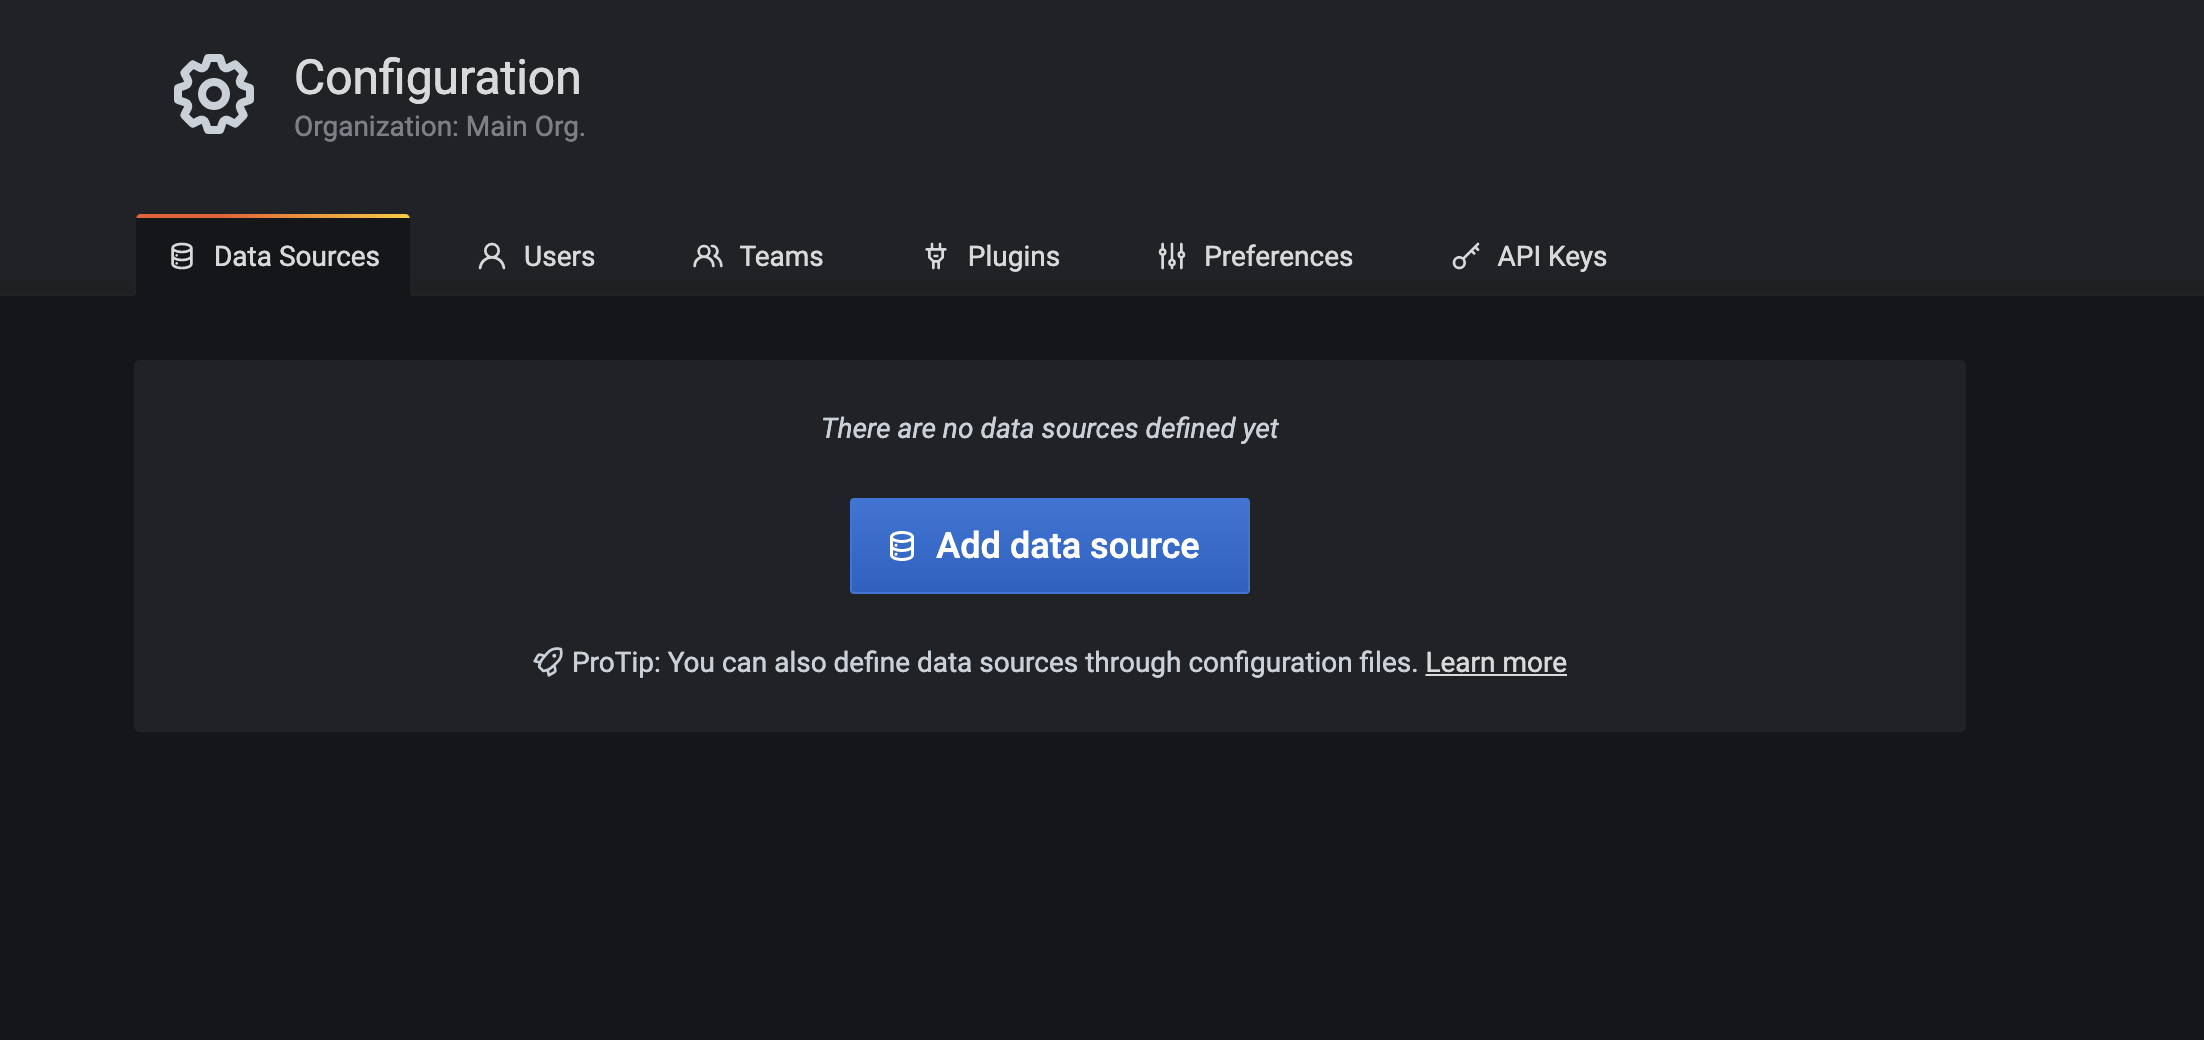 Configuration
Organization: Main Org.
Data Sources Users Teams Plugins Preferences API Keys
There are no data sources defined yet
Add data source
ProTip: You can also define data sources through configuration files. Learn more